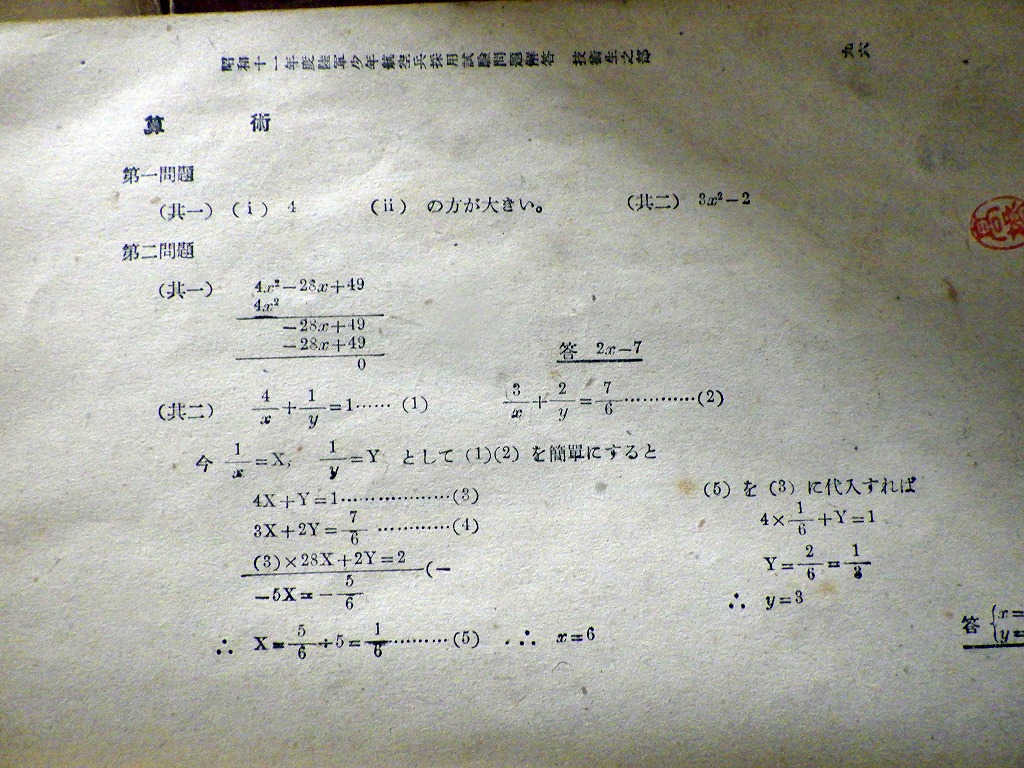 昭和十一年度陸軍少年航空兵採用試験問題解答 技術生之部 九六
算 術
第一問題
(其一) (i) 4 (ii) の方が大きい。 (其二) 3x²−2
第二問題
(其一) 4x²−28x+49
4x²
−28x+49
−28x+49
0
答 2x−7
(其二) 4/x+1/y=1…… (1) 3/x+2/y=7/6…………(2)
今 1/x=X, 1/y=Y として (1)(2) を簡單にすると
4X+Y=1………………(3)
3X+2Y=7/6 …………(4)
(3)×28X+2Y=2 (−
−5X=−5/6
∴ X=5/6÷5=1/6………(5) ∴ x=6
(5) を (3) に代入すれば
4×1/6+Y=1
Y=2/6=1/3
∴ y=3
答 {x=
y=